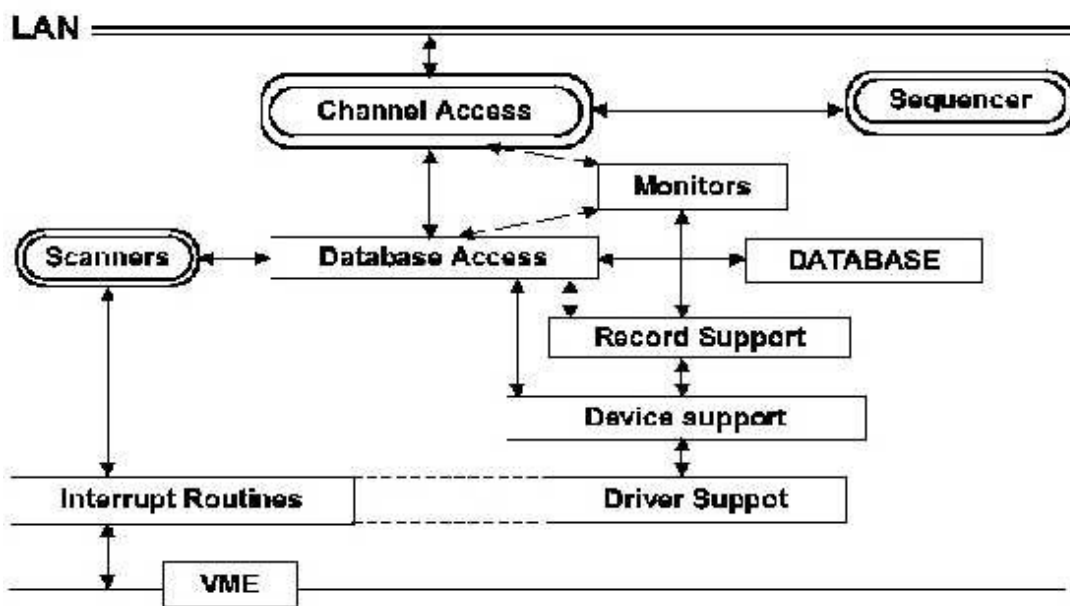 LAN
Channel Access
Sequencer
Monitors
Scanners
Database Access
DATABASE
Record Support
Device support
Interrupt Routines
Driver Suppot
VME